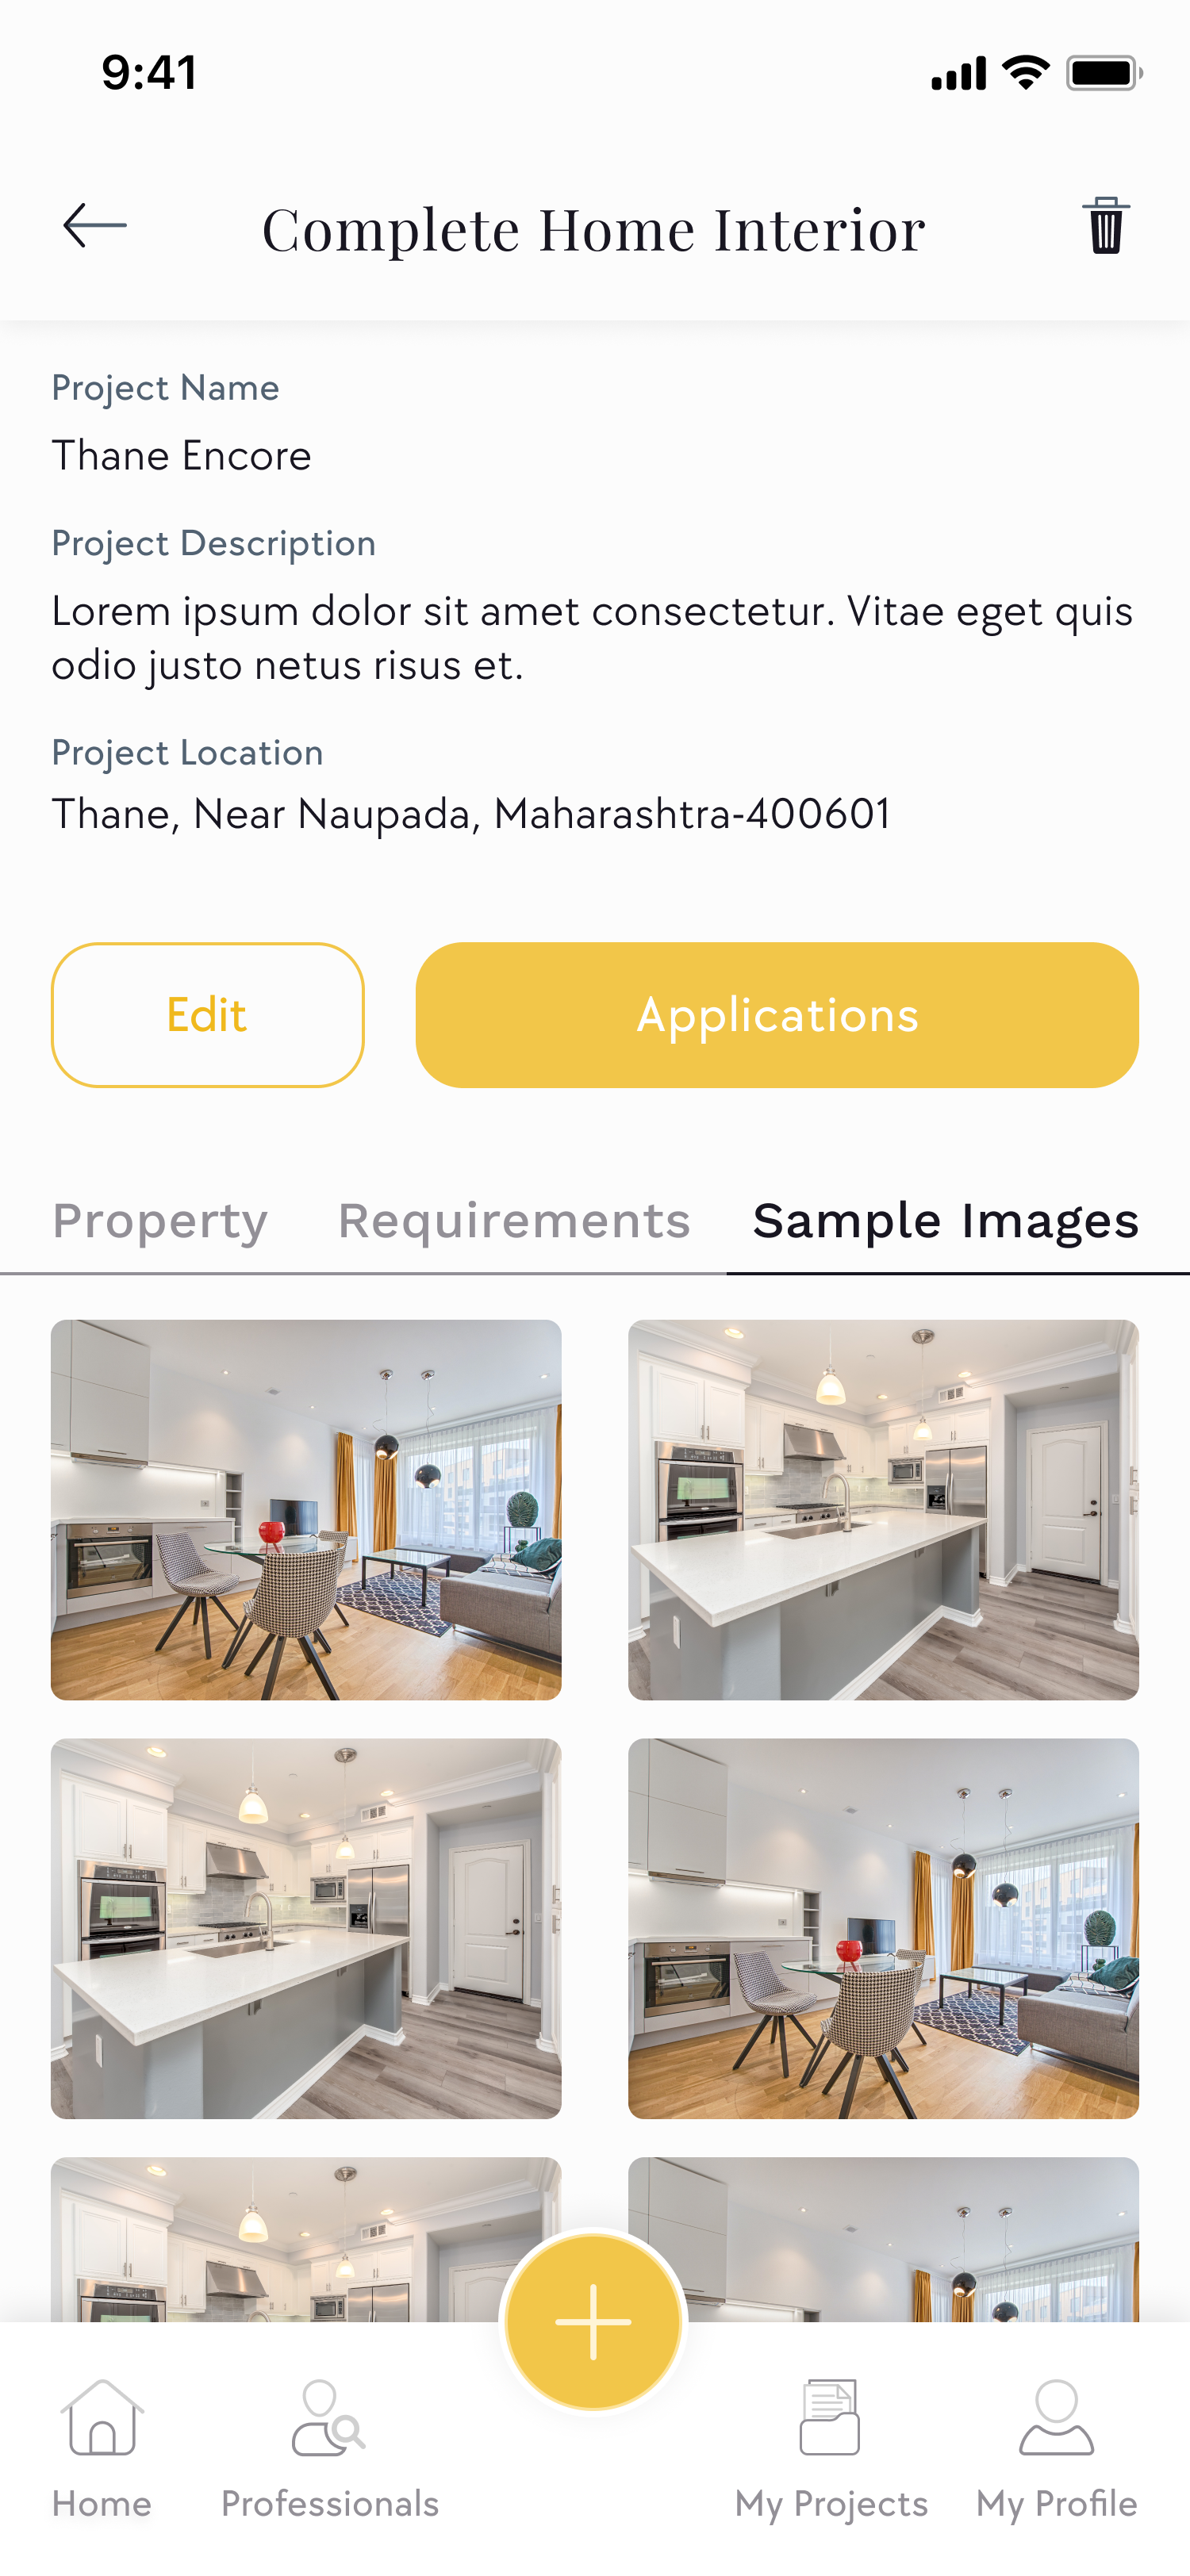 9:41
Complete Home Interior
Project Name
Thane Encore
Project Description
Lorem ipsum dolor sit amet consectetur. Vitae eget quis
odio justo netus risus et.
Project Location
Thane, Near Naupada, Maharashtra-400601
Edit
Applications
Property
Requirements
Sample Images
Home
Professionals
My Projects
My Profile